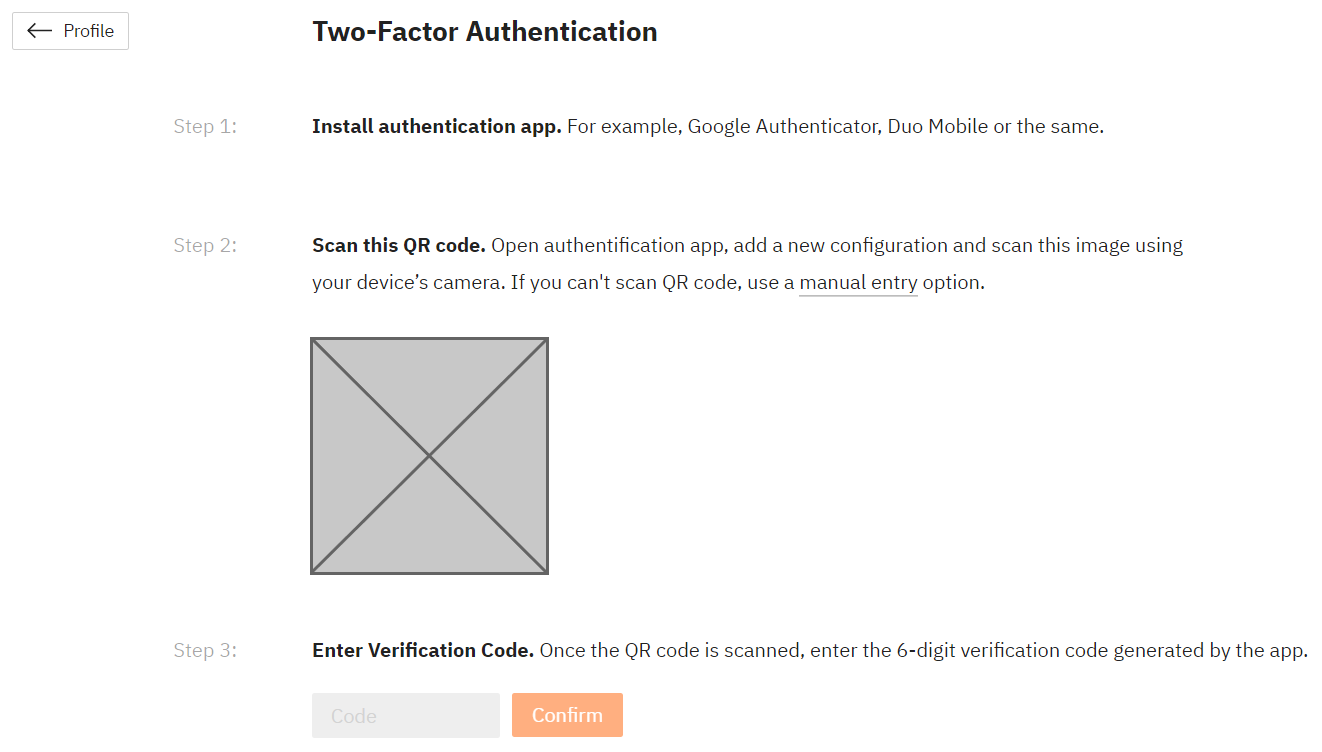 Profile
Two-Factor Authentication
Step 1:
Install authentication app. For example, Google Authenticator, Duo Mobile or the same.
Step 2:
Scan this QR code. Open authentification app, add a new configuration and scan this image using
your device’s camera. If you can't scan QR code, use a manual entry option.
Step 3:
Enter Verification Code. Once the QR code is scanned, enter the 6-digit verification code generated by the app.
Code
Confirm